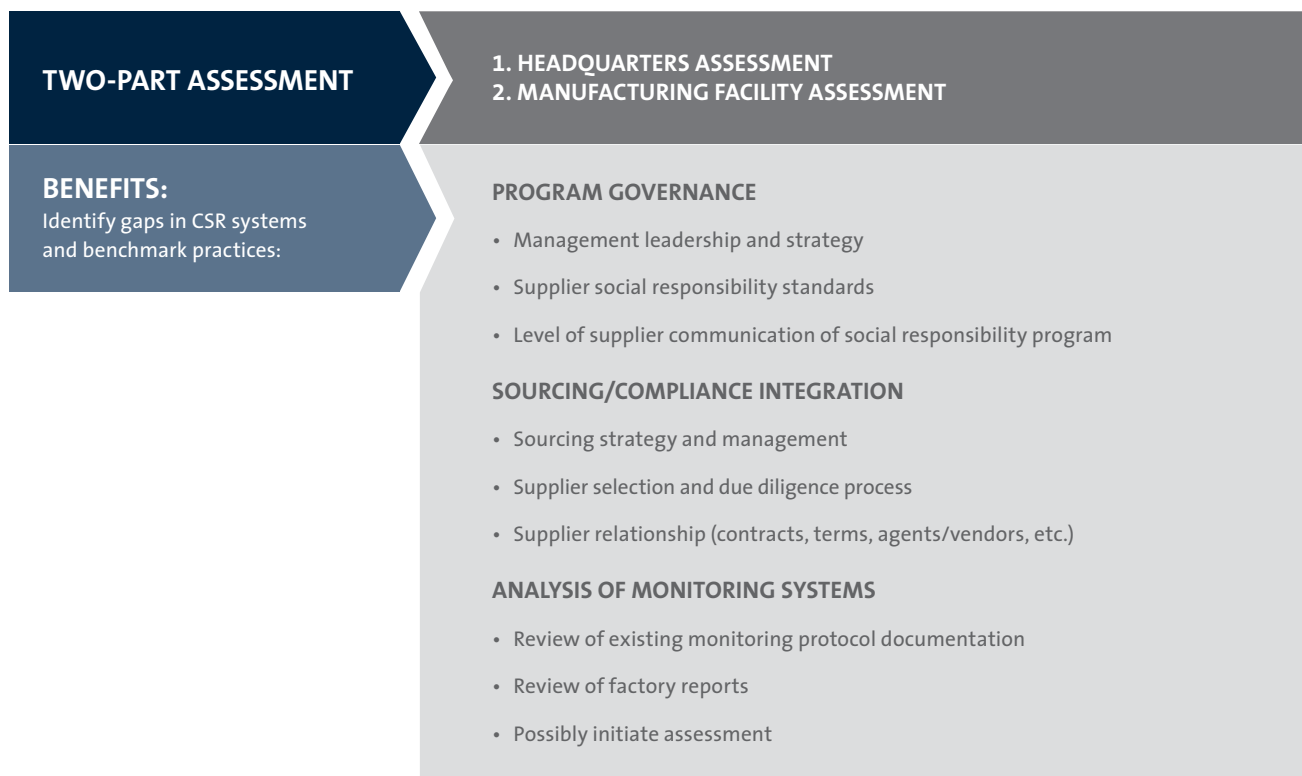 TWO-PART ASSESSMENT
1. HEADQUARTERS ASSESSMENT
2. MANUFACTURING FACILITY ASSESSMENT
BENEFITS:
Identify gaps in CSR systems
and benchmark practices:
PROGRAM GOVERNANCE
• Management leadership and strategy
• Supplier social responsibility standards
• Level of supplier communication of social responsibility program
SOURCING/COMPLIANCE INTEGRATION
• Sourcing strategy and management
• Supplier selection and due diligence process
• Supplier relationship (contracts, terms, agents/vendors, etc.)
ANALYSIS OF MONITORING SYSTEMS
• Review of existing monitoring protocol documentation
• Review of factory reports
• Possibly initiate assessment